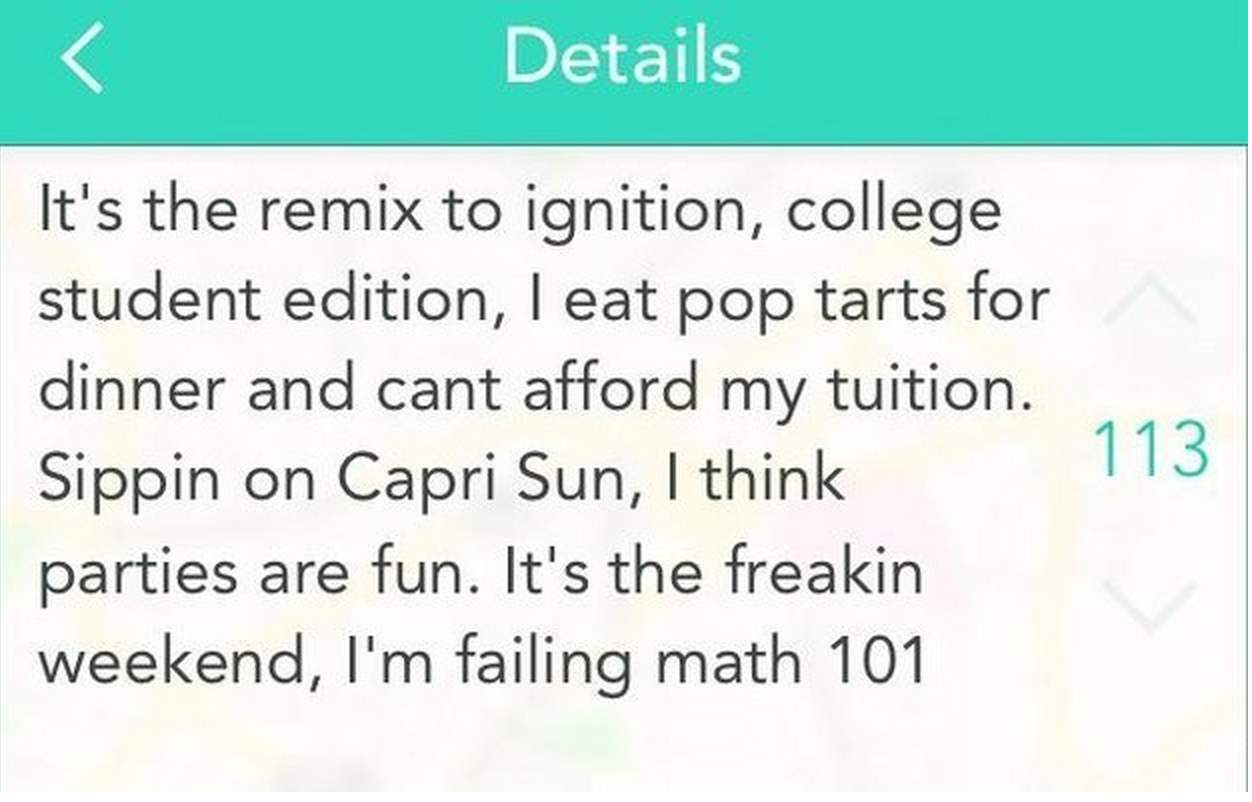 Details
It's the remix to ignition, college
student edition, I eat pop tarts for
dinner and cant afford my tuition.
Sippin on Capri Sun, I think
parties are fun. It's the freakin
weekend, I'm failing math 101
113